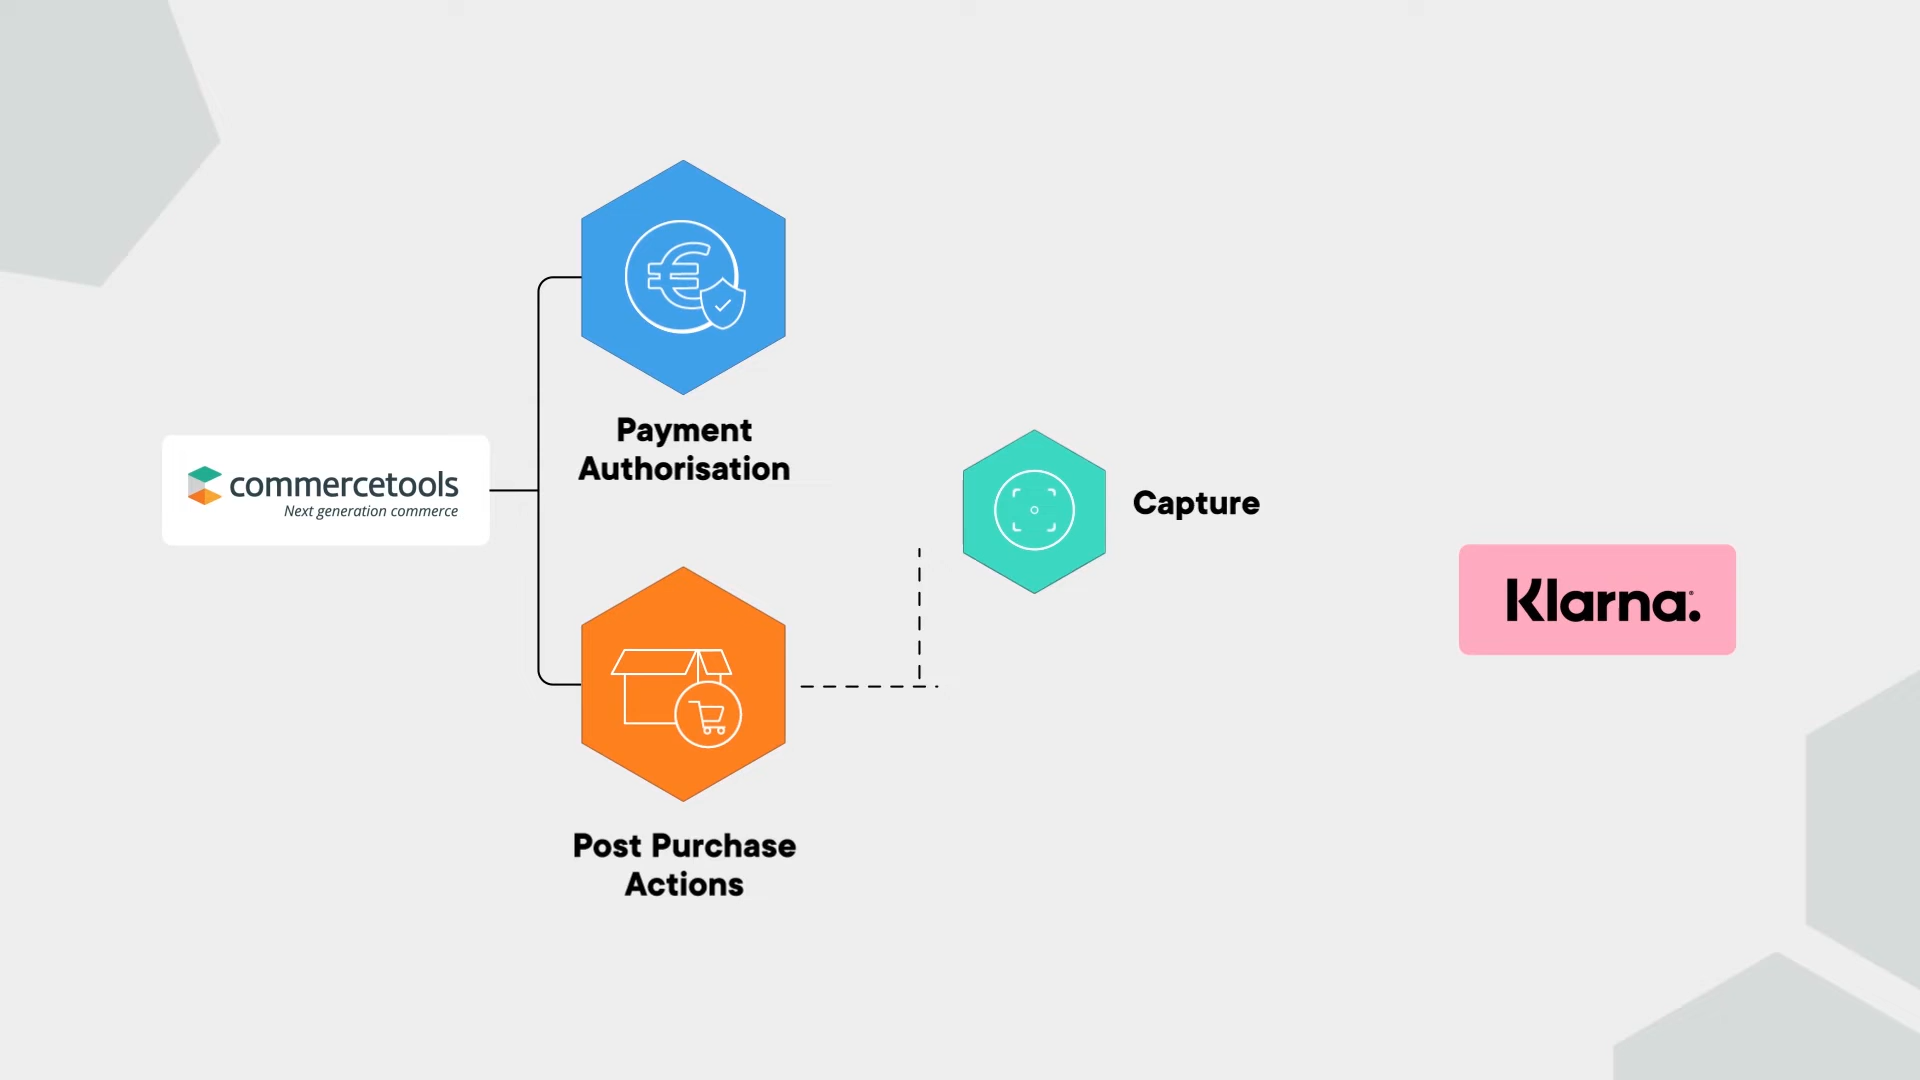 Payment
Authorisation
commercetools
Next generation commerce
Capture
Klarna.
Post Purchase
Actions